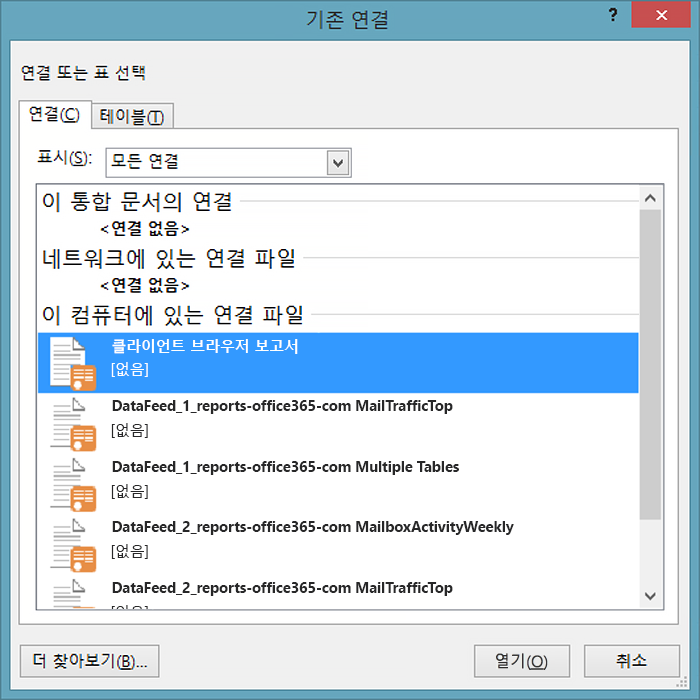 기존 연결
?
연결 또는 표 선택
연결(C) 테이블(T)
표시(S): 모든 연결
이 통합 문서의 연결
<연결 없음>
네트워크에 있는 연결 파일
<연결 없음>
이 컴퓨터에 있는 연결 파일
클라이언트 브라우저 보고서
[없음]
DataFeed_1_reports-office365-com MailTrafficTop
[없음]
DataFeed_1_reports-office365-com Multiple Tables
[없음]
DataFeed_2_reports-office365-com MailboxActivityWeekly
[없음]
DataFeed_2_reports-office365-com MailTrafficTop
더 찾아보기(B)... 열기(O) 취소